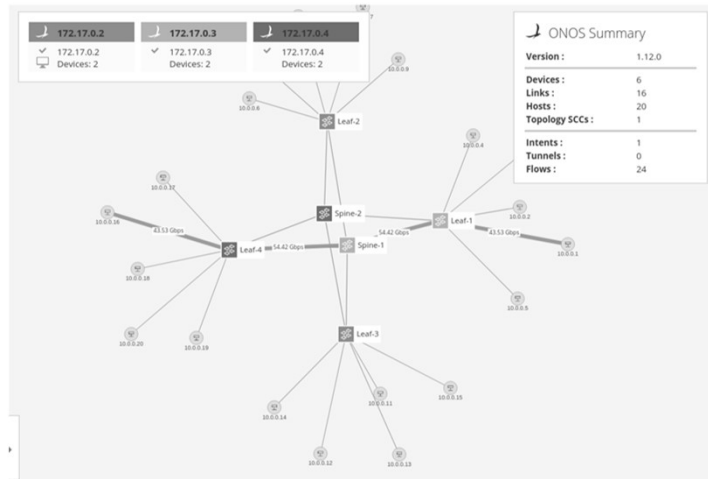 7
172.17.0.2
172.17.0.2
Devices: 2
172.17.0.3
172.17.0.3
Devices: 2
172.17.0.4
172.17.0.4
Devices: 2
ONOS Summary
Version : 1.12.0
Devices : 6
Links : 16
Hosts : 20
Topology SCCs : 1
Intents : 1
Tunnels : 0
Flows : 24
10.0.0.9
10.0.0.6
Leaf-2
10.0.0.4
10.0.0.17
10.0.0.16
43.53 Gbps
Spine-2
10.0.0.2
Leaf-1
54.42 Gbps
43.53 Gbps
Leaf-4
54.42 Gbps
Spine-1
10.0.0.1
10.0.0.18
10.0.0.5
10.0.0.20
10.0.0.19
Leaf-3
10.0.0.15
10.0.0.11
10.0.0.14
10.0.0.12
10.0.0.13